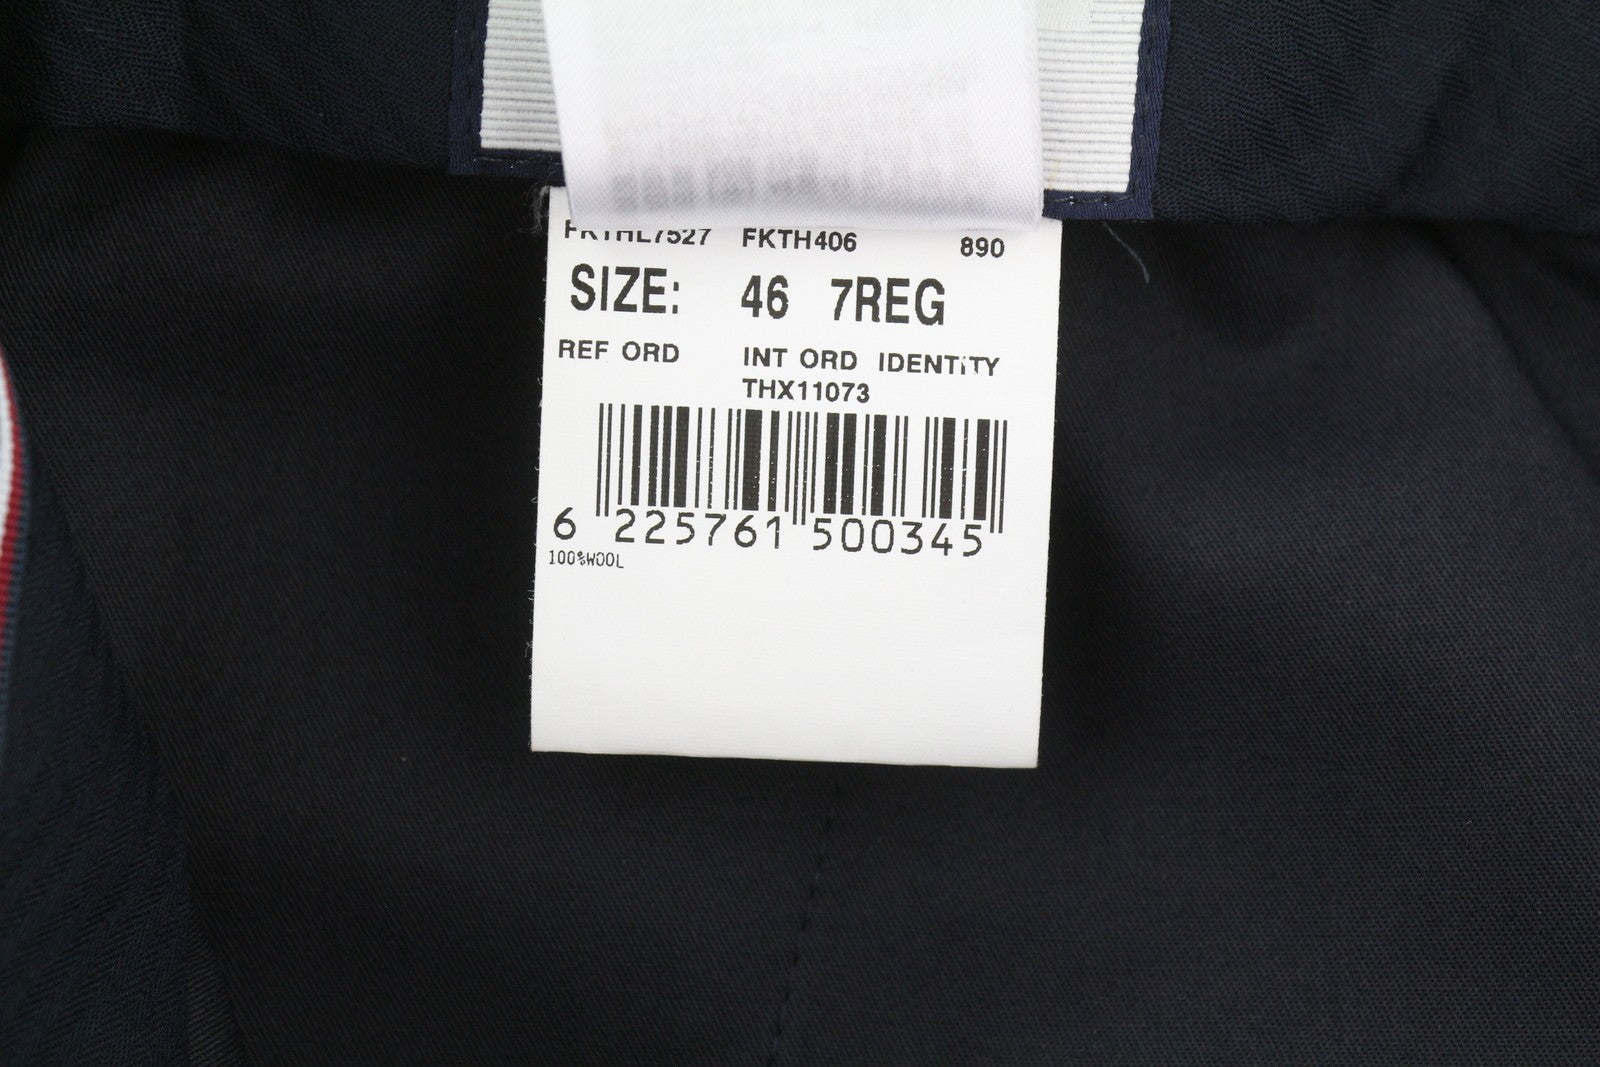 FKTHL7527 FKTH406 890
SIZE: 46 7REG
REF ORD INT ORD IDENTITY
THX11073
6 225761 500345
100%WOOL